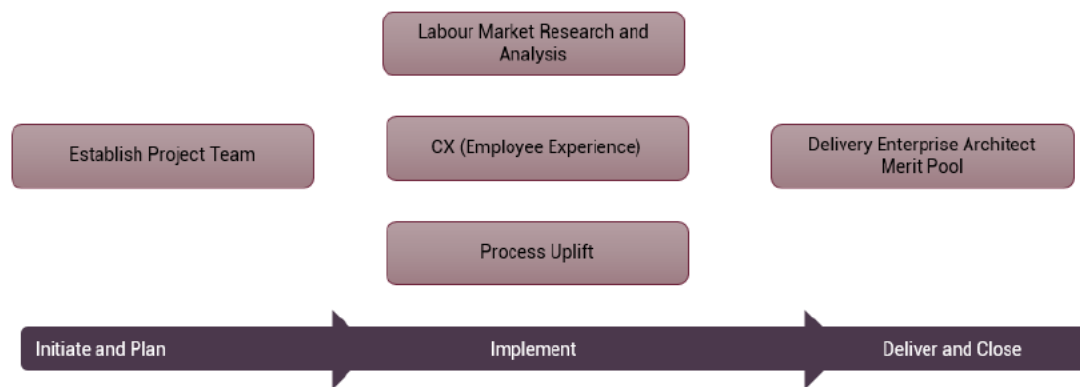 Labour Market Research and
Analysis
Establish Project Team
CX (Employee Experience)
Delivery Enterprise Architect
Merit Pool
Process Uplift
Initiate and Plan
Implement
Deliver and Close